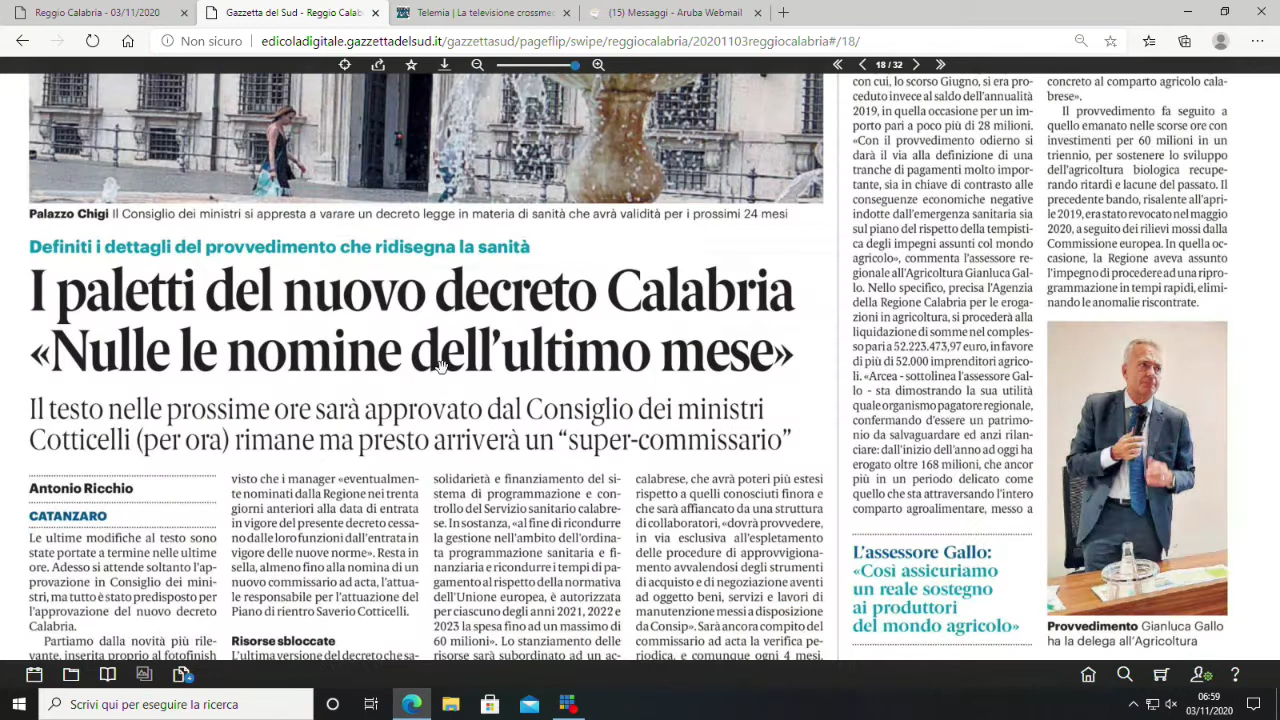 Reggio Calabria - 03/11/2020
Gazzetta del Sud - Reggio Calab
Telemia | La television crossmed
(15) Messaggi - Aruba Webmail
Non sicuro | edicoladigitale.gazzettadelsud.it/gazzettasud/pageflip/swipe/reggiocalabria/20201103reggiocalabria#/18/
18 / 32
Palazzo Chigi Il Consiglio dei ministri si appresta a varare un decreto legge in materia di sanità che avrà validità per i prossimi 24 mesi
Definiti i dettagli del provvedimento che ridisegna la sanità
I paletti del nuovo decreto Calabria
«Nulle le nomine dell'ultimo mese»
Il testo nelle prossime ore sarà approvato dal Consiglio dei ministri
Cotticelli (per ora) rimane ma presto arriverà un “super-commissario”
Antonio Ricchio
CATANZARO
Le ultime modifiche al testo sono
state portate a termine nelle ultime
ore. Adesso si attende soltanto l'ap-
provazione in Consiglio dei mini-
stri, ma tutto è stato predisposto per
l'approvazione del nuovo decreto
Calabria.
Partiamo dalla novità più rile-
vante, inserita proprio al fotofinish
visto che i manager «eventualmen-
te nominati dalla Regione nei trenta
giorni anteriori alla data di entrata
in vigore del presente decreto cessa-
no dalle loro funzioni dall'entrata in
vigore delle nuove norme». Resta in
sella, almeno fino alla nomina di un
nuovo commissario ad acta, l'attua-
le responsabile per l'attuazione del
Piano di rientro Saverio Cotticelli.
Risorse sbloccate
L'ultima versione del decreto che sa-
solidarietà e finanziamento del si-
stema di programmazione e con-
trollo del Servizio sanitario calabre-
se. In sostanza, «al fine di ricondurre
la gestione nell'ambito dell'ordina-
ta programmazione sanitaria e fi-
nanziaria e ricondurre i tempi di pa-
gamento al rispetto della normativa
dell'Unione europea, è autorizzata
per ciascuno degli anni 2021, 2022 e
2023 la spesa fino ad un massimo di
60 milioni». Lo stanziamento delle
risorse sarà subordinato ad un ac-
calabrese, che avrà poteri più estesi
rispetto a quelli conosciuti finora e
che sarà affiancato da una struttura
di collaboratori, «dovrà provvedere,
in via esclusiva all'espletamento
delle procedure di approvvigiona-
mento avvalendosi degli strumenti
di acquisto e di negoziazione aventi
ad oggetto beni, servizi e lavori di
manutenzione messi a disposizione
da Consip». Sarà ancora compito del
commissario ad acta la verifica pe-
riodica, e comunque ogni 4 mesi,
con cui, lo scorso Giugno, si era pro-
ceduto invece al saldo dell'annualità
2019, in quella occasione per un im-
porto pari a poco più di 28 milioni.
«Con il provvedimento odierno si
darà il via alla definizione di una
tranche di pagamenti molto impor-
tante, sia in chiave di contrasto alle
conseguenze economiche negative
indotte dall'emergenza sanitaria sia
sul piano del rispetto della tempisti-
ca degli impegni assunti col mondo
agricolo», commenta l'assessore re-
gionale all'Agricoltura Gianluca Gal-
lo. Nello specifico, precisa l'Agenzia
della Regione Calabria per le eroga-
zioni in agricoltura, si procederà alla
liquidazione di somme nel comples-
so pari a 52.223.473,97 euro, in favore
di più di 52.000 imprenditori agrico-
li. «Arcea - sottolinea l'assessore Gal-
lo - sta dimostrando la sua utilità
quale organismo pagatore regionale,
confermando d'essere un patrimo-
nio da salvaguardare ed anzi rilan-
ciare: dall'inizio dell'anno ad oggi ha
erogato oltre 168 milioni, che ancor
più in un periodo delicato come
quello che sta attraversando l'intero
comparto agroalimentare, messo a
L'assessore Gallo:
«Così assicuriamo
un reale sostegno
ai produttori
del mondo agricolo»
concreto al comparto agricolo cala-
brese».
Il provvedimento fa seguito a
quello emanato nelle scorse ore con
investimenti per 60 milioni in un
triennio, per sostenere lo sviluppo
dell'agricoltura biologica recupe-
rando ritardi e lacune del passato. Il
precedente bando, risalente all'apri-
le 2019, era stato revocato nel maggio
2020, a seguito dei rilievi mossi dalla
Commissione europea. In quella oc-
casione, la Regione aveva assunto
l'impegno di procedere ad una ripro-
grammazione in tempi rapidi, elimi-
nando le anomalie riscontrate.
Provvedimento Gianluca Gallo
ha la delega all'Agricoltura
Scrivi qui per eseguire la ricerca
06:59
03/11/2020